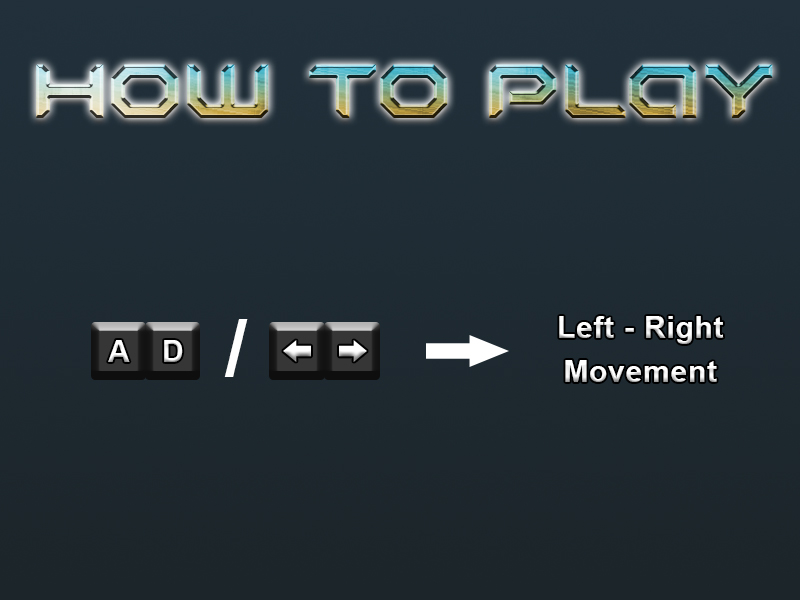 HOW TO PLAY
A D / ← → → Left - Right
Movement